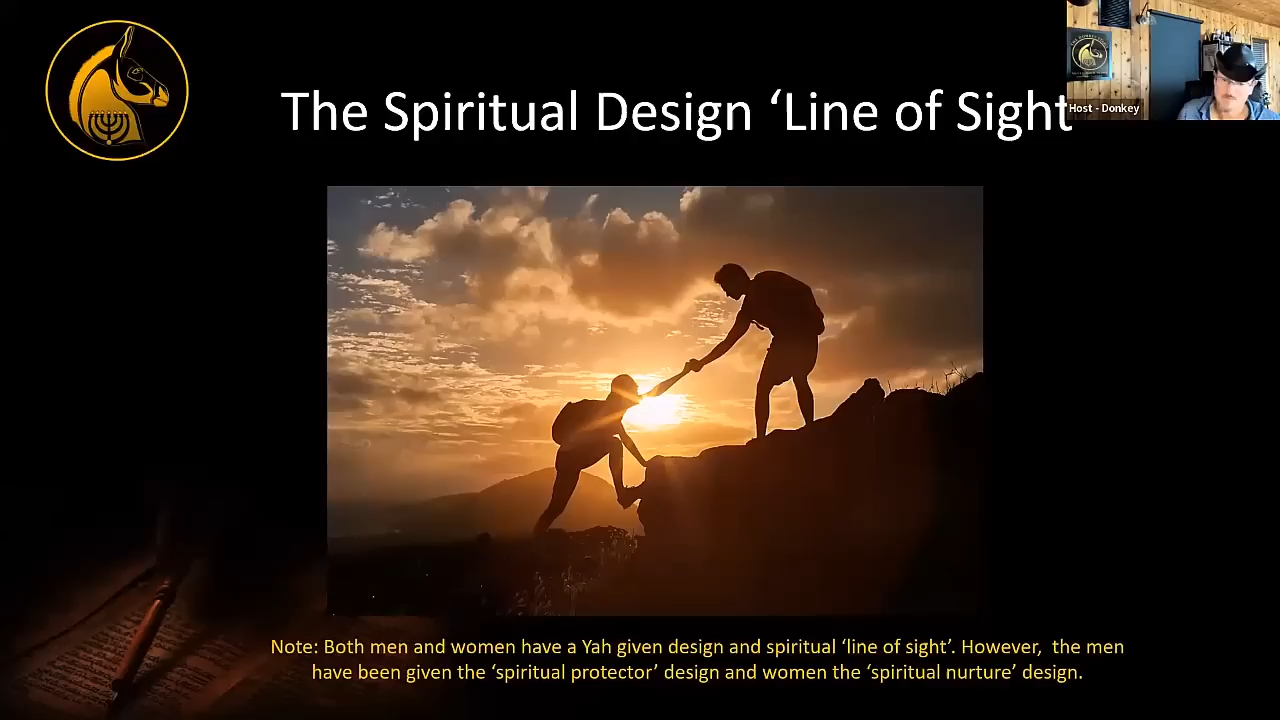 The Spiritual Design ‘Line of Sight
Host - Donkey
Note: Both men and women have a Yah given design and spiritual ‘line of sight’. However,  the men
have been given the ‘spiritual protector’ design and women the ‘spiritual nurture’ design.